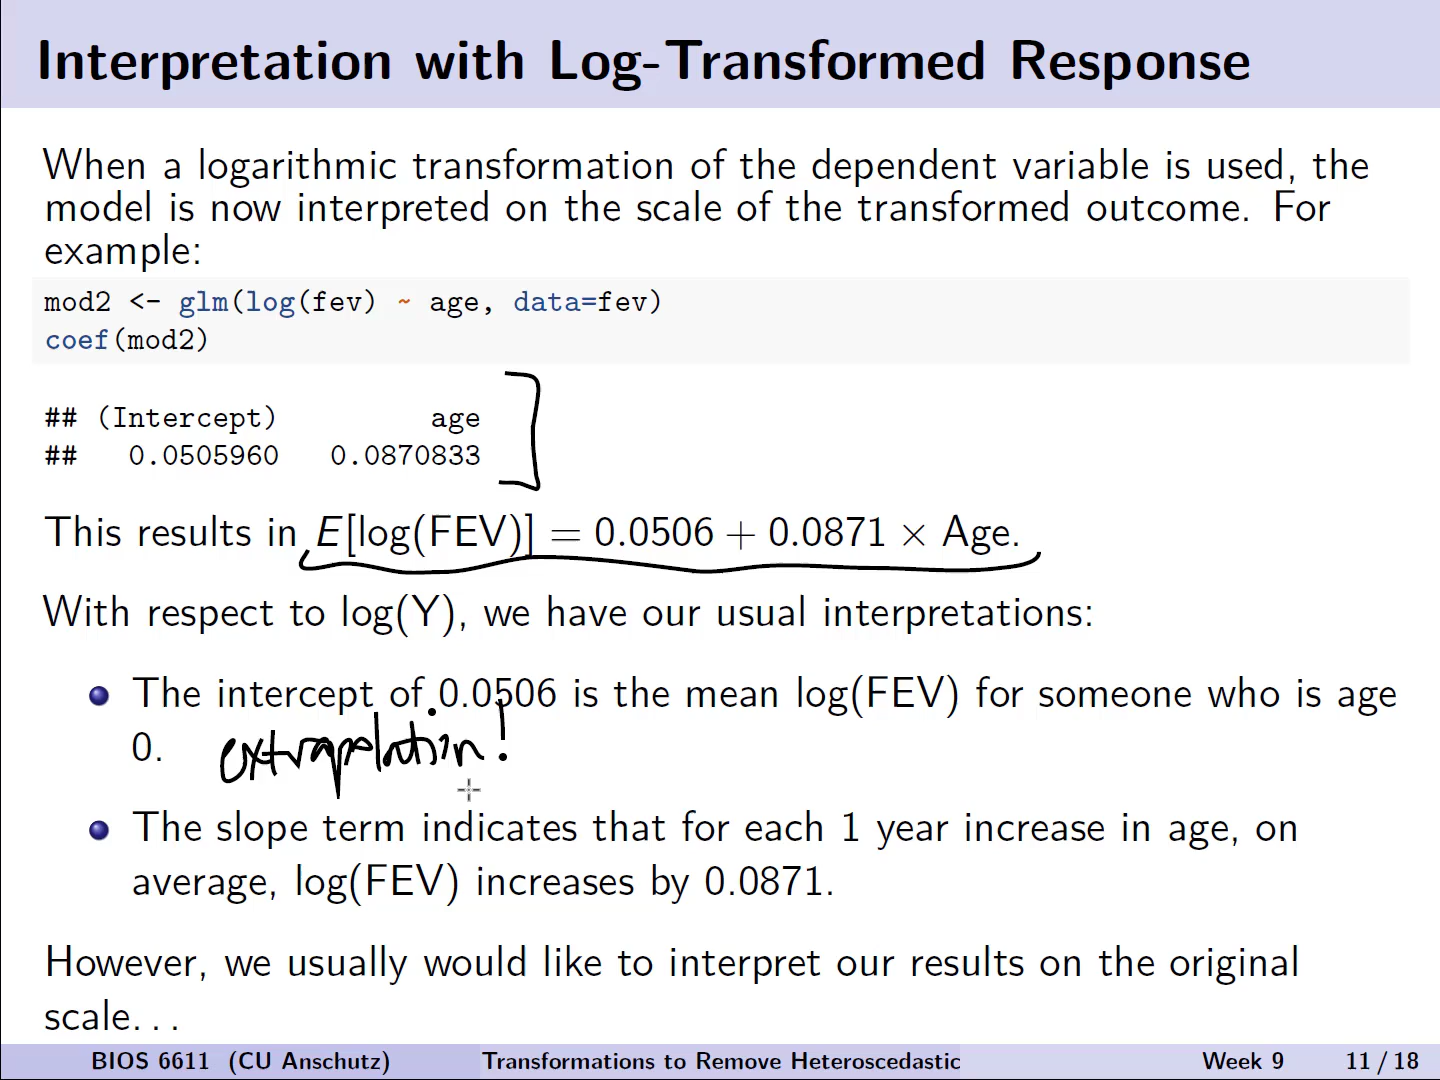 Interpretation with Log-Transformed Response
When a logarithmic transformation of the dependent variable is used, the
model is now interpreted on the scale of the transformed outcome. For
example:
mod2 <- glm(log(fev) ~ age, data=fev)
coef(mod2)
## (Intercept) age
## 0.0505960 0.0870833
This results in E[log(FEV)] = 0.0506 + 0.0871 × Age.
With respect to log(Y), we have our usual interpretations:
The intercept of 0.0506 is the mean log(FEV) for someone who is age
0. extrapolation!
The slope term indicates that for each 1 year increase in age, on
average, log(FEV) increases by 0.0871.
However, we usually would like to interpret our results on the original
scale...
BIOS 6611 (CU Anschutz) Transformations to Remove Heteroscedastic Week 9 11 / 18